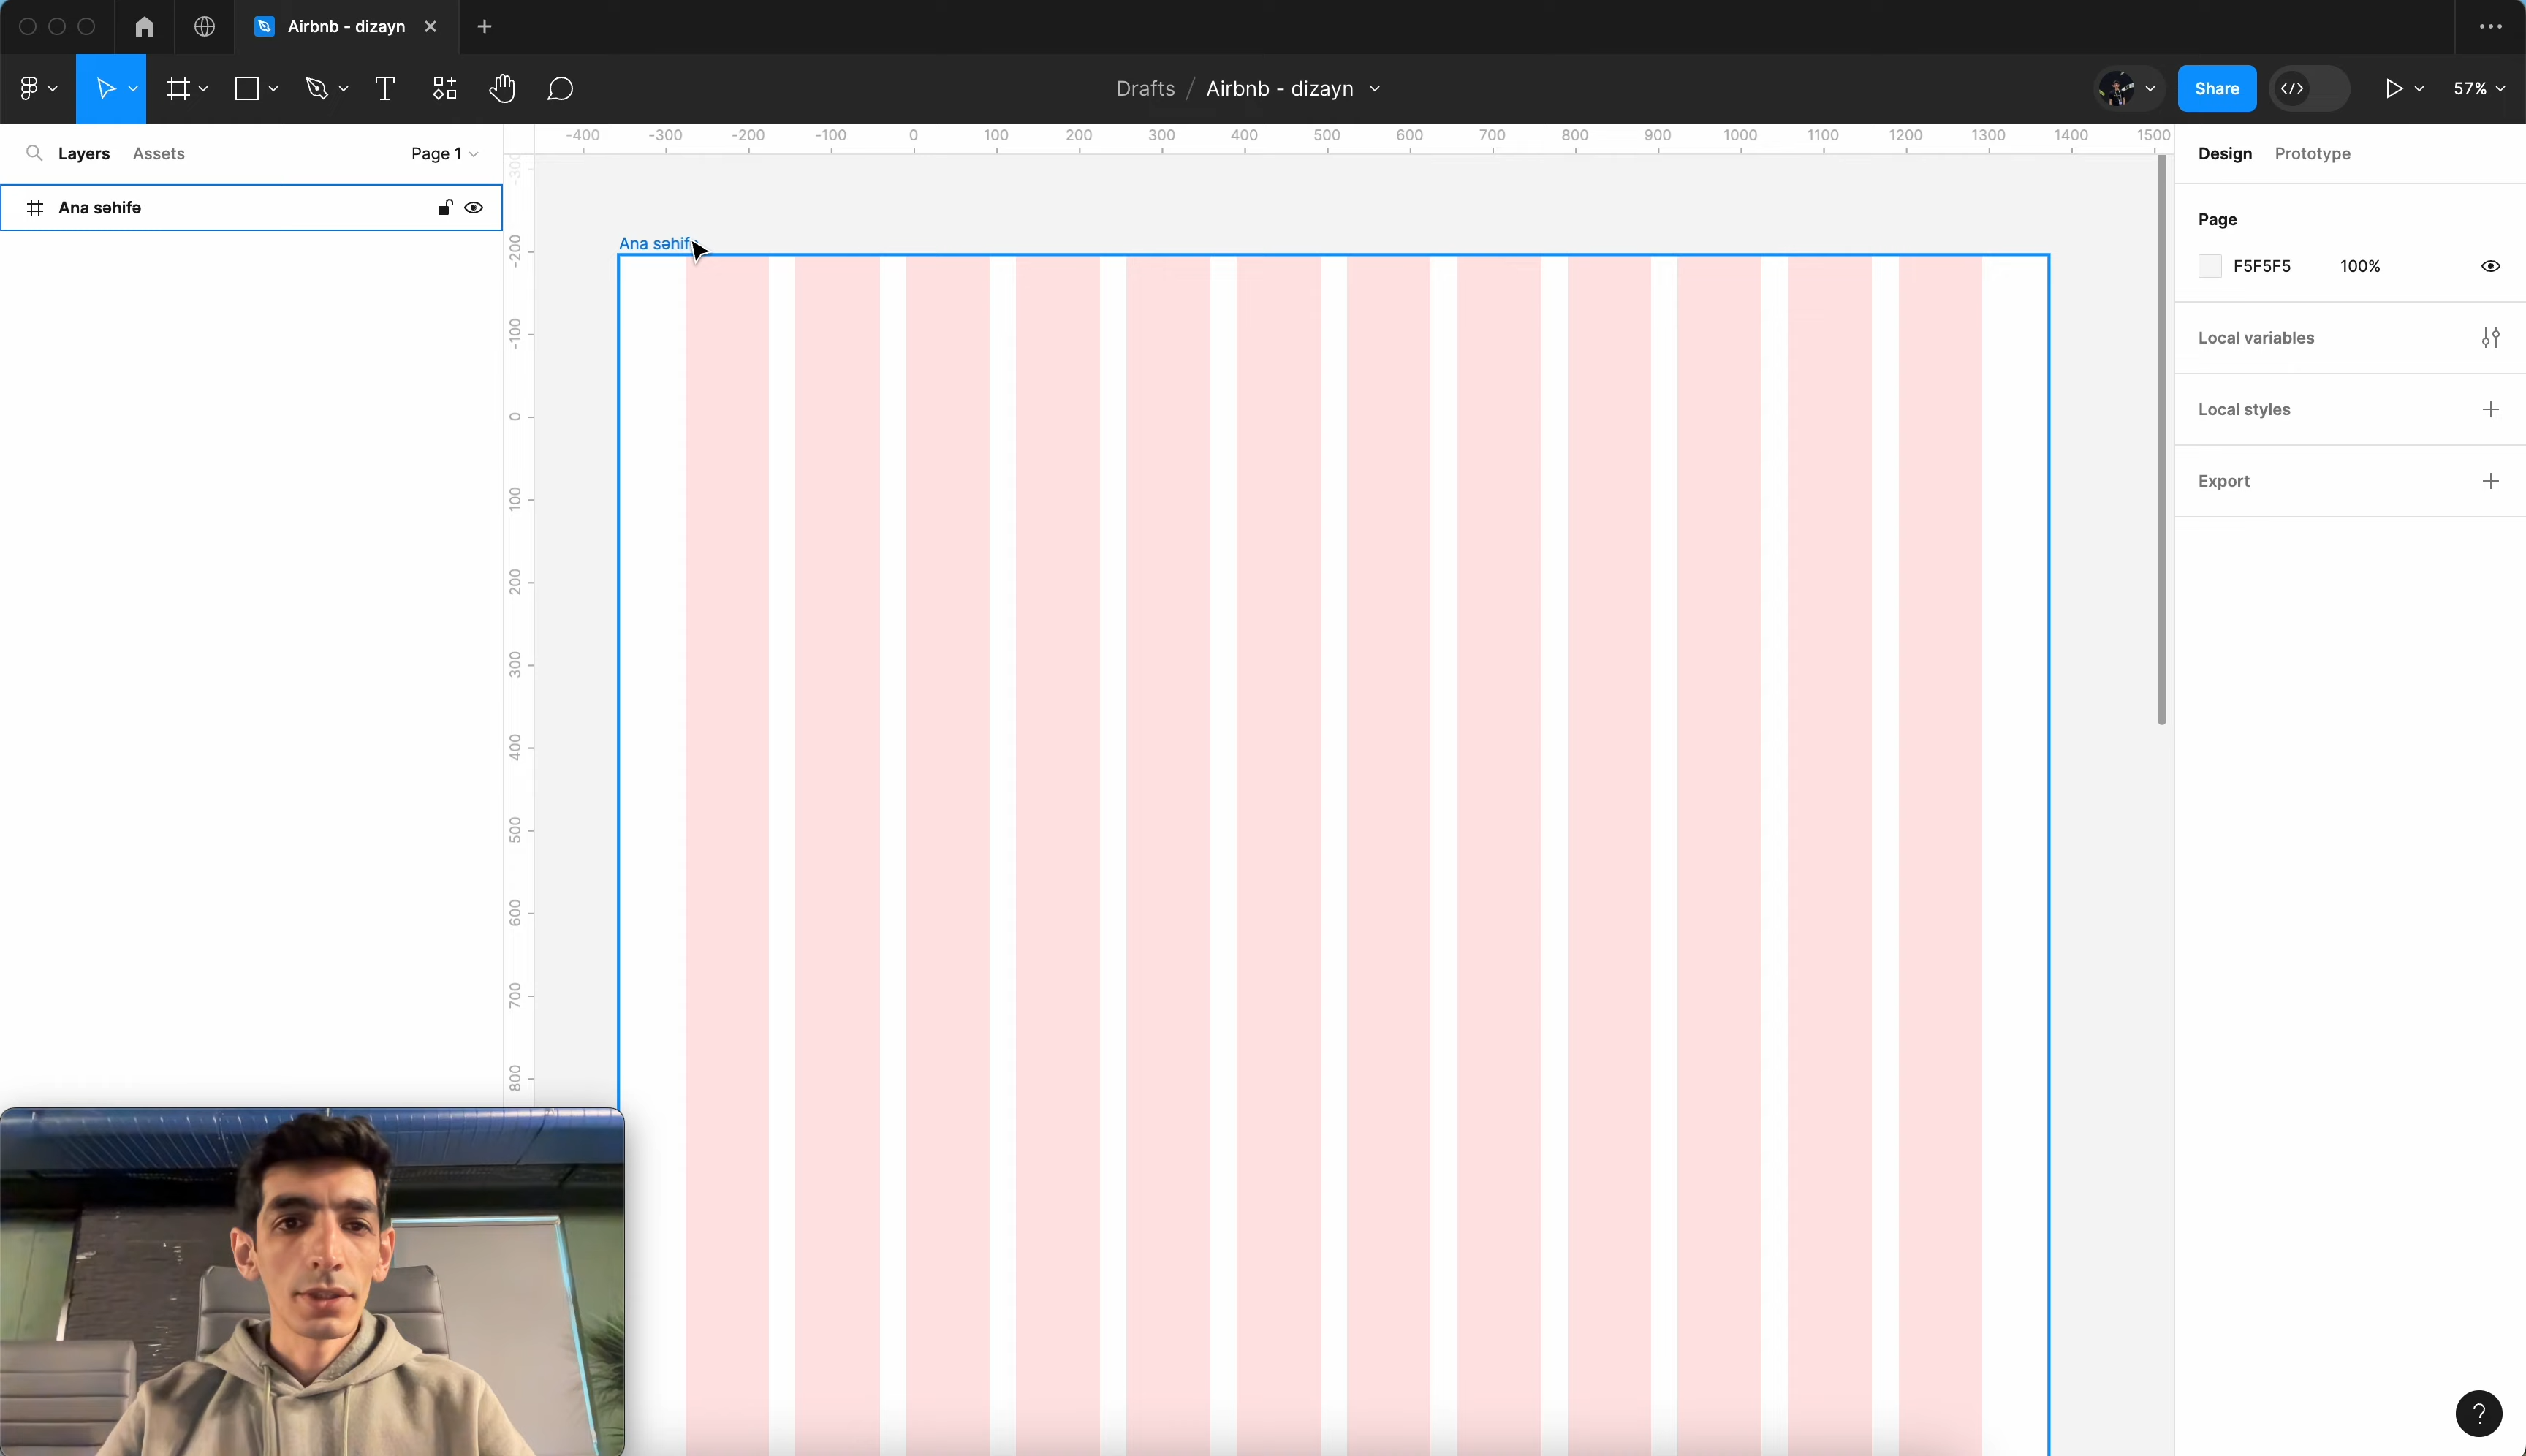 Airbnb - dizayn
Drafts / Airbnb - dizayn
Share
57%
Layers Assets Page 1
-400 -300 -200 -100 0 100 200 300 400 500 600 700 800 900 1000 1100 1200 1300 1400 1500
Design Prototype
Ana səhifə
-300
-200
-100
0
100
200
300
400
500
600
700
800
Ana səhif
Page
F5F5F5 100%
Local variables
Local styles
Export
?